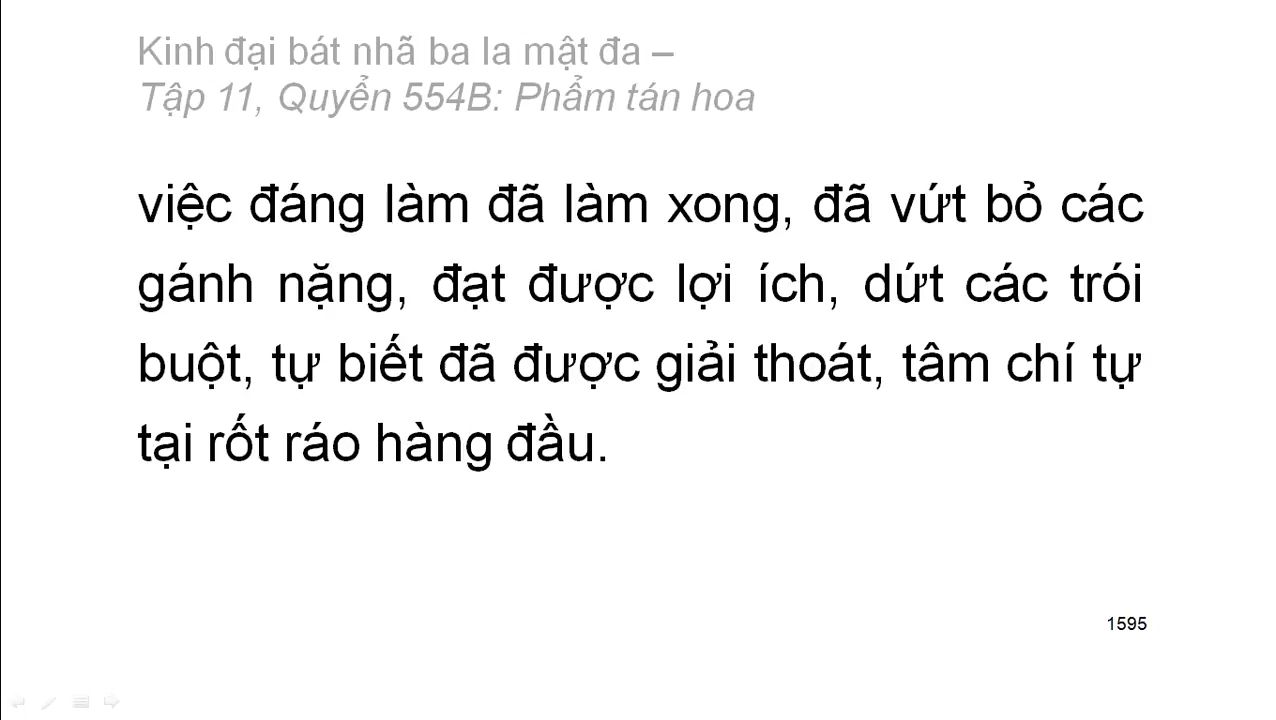 Kinh đại bát nhã ba la mật đa –
Tập 11, Quyển 554B: Phẩm tán hoa
việc đáng làm đã làm xong, đã vứt bỏ các
gánh nặng, đạt được lợi ích, dứt các trói
buột, tự biết đã được giải thoát, tâm chí tự
tại rốt ráo hàng đầu.
1595